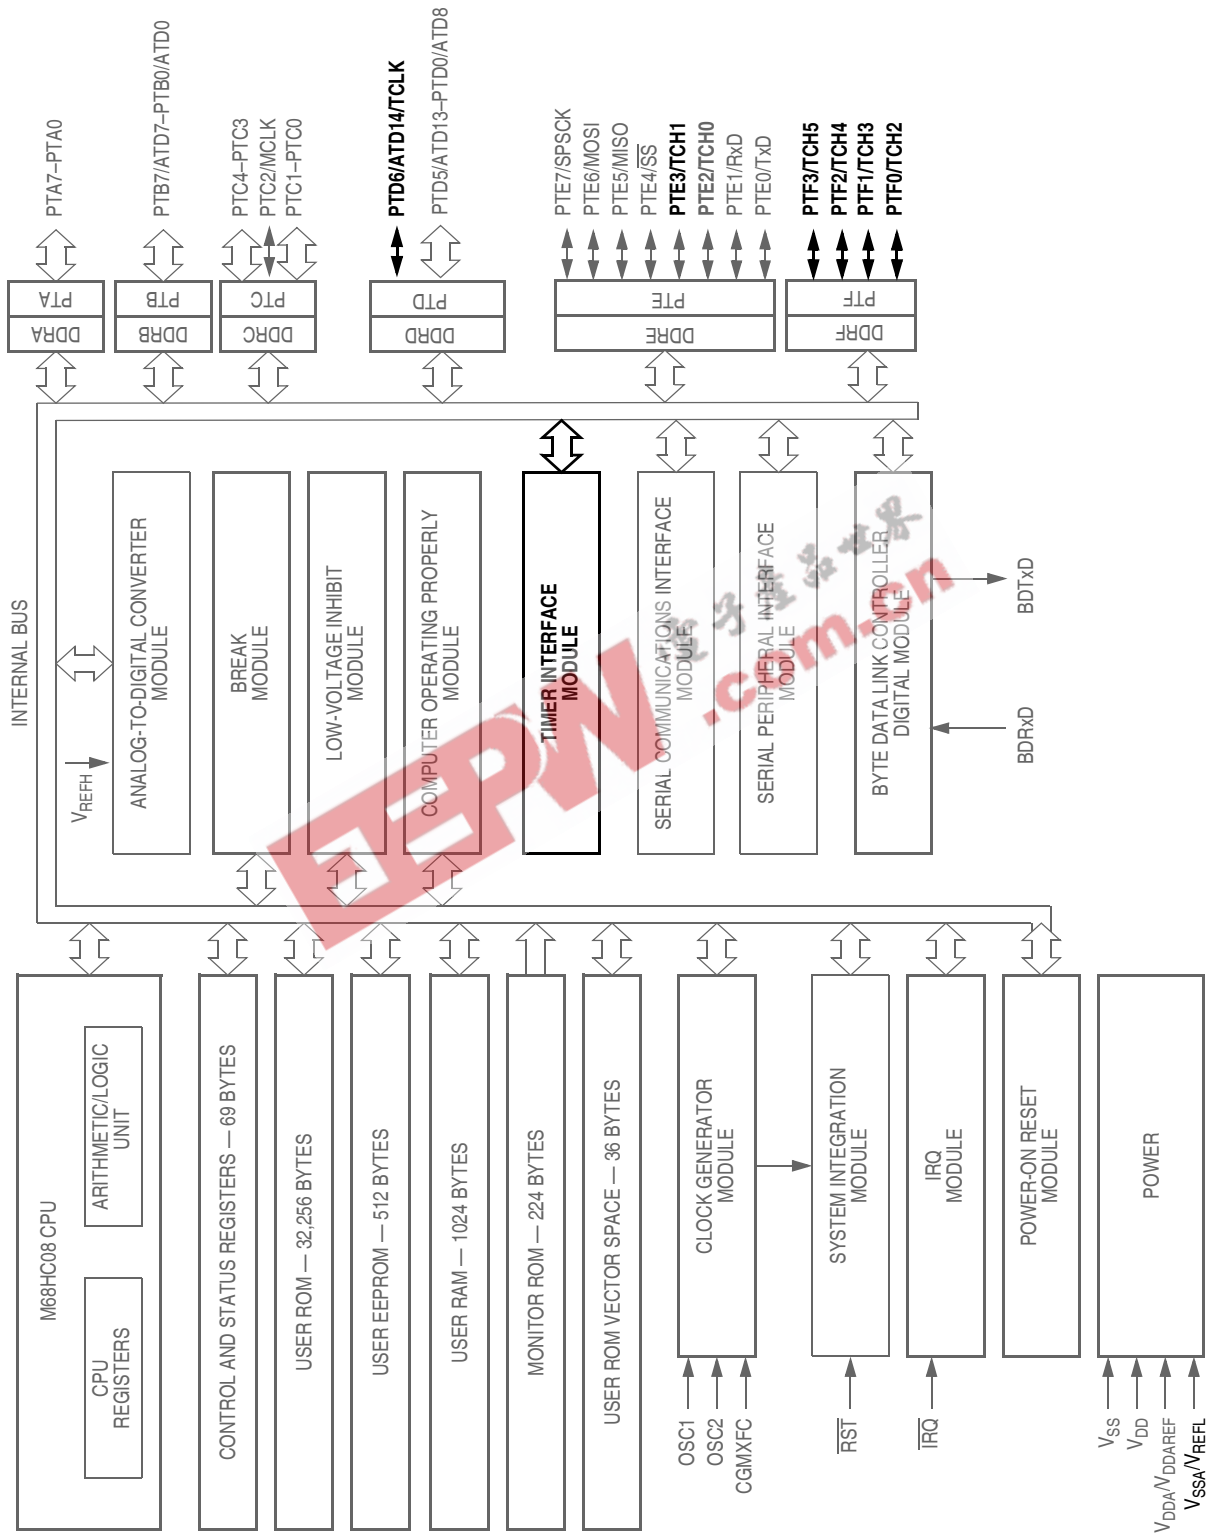 M68HC08 CPU
CPU
REGISTERS
ARITHMETIC/LOGIC
UNIT
CONTROL AND STATUS REGISTERS — 69 BYTES
USER ROM — 32,256 BYTES
USER EEPROM — 512 BYTES
USER RAM — 1024 BYTES
MONITOR ROM — 224 BYTES
USER ROM VECTOR SPACE — 36 BYTES
OSC1
OSC2
CGMXFC
CLOCK GENERATOR
MODULE
RST
SYSTEM INTEGRATION
MODULE
IRQ
IRQ
MODULE
POWER-ON RESET
MODULE
VSS
VDD
VDDA/VDDAREF
VSSA/VREFL
POWER
INTERNAL BUS
VREFH
ANALOG-TO-DIGITAL CONVERTER
MODULE
BREAK
MODULE
LOW-VOLTAGE INHIBIT
MODULE
COMPUTER OPERATING PROPERLY
MODULE
TIMER INTERFACE
MODULE
SERIAL COMMUNICATIONS INTERFACE
MODULE
SERIAL PERIPHERAL INTERFACE
MODULE
BYTE DATA LINK CONTROLLER
DIGITAL MODULE
BDRxD
BDTxD
DDRA
PTA
PTA7–PTA0
DDRB
PTB
PTB7/ATD7–PTB0/ATD0
DDRC
PTC
PTC4–PTC3
PTC2/MCLK
PTC1–PTC0
DDRD
PTD
PTD6/ATD14/TCLK
PTD5/ATD13–PTD0/ATD8
DDRE
PTE
PTE7/SPSCK
PTE6/MOSI
PTE5/MISO
PTE4/SS
PTE3/TCH1
PTE2/TCH0
PTE1/RxD
PTE0/TxD
DDRF
PTF
PTF3/TCH5
PTF2/TCH4
PTF1/TCH3
PTF0/TCH2
EEPW
.com.cn
電子產品世界